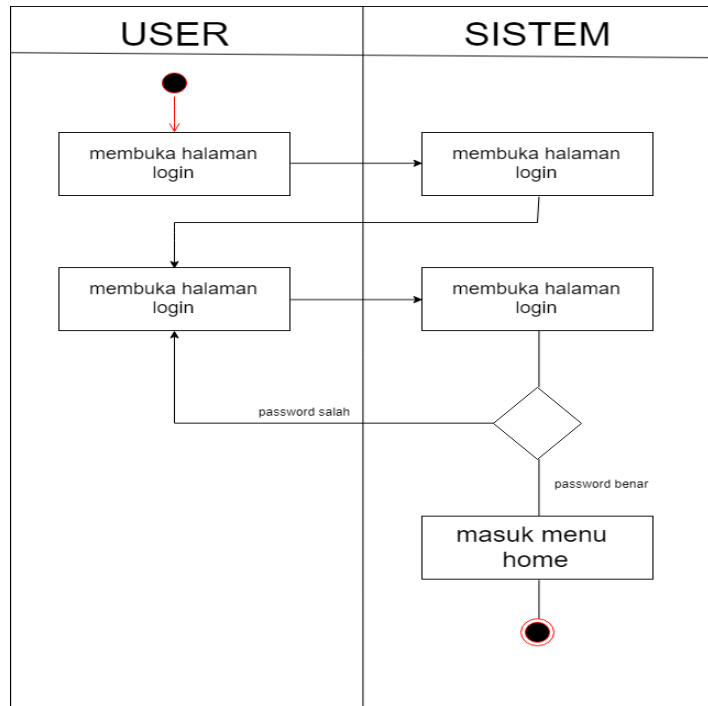 USER
SISTEM
membuka halaman
login
membuka halaman
login
membuka halaman
login
membuka halaman
login
password salah
password benar
masuk menu
home